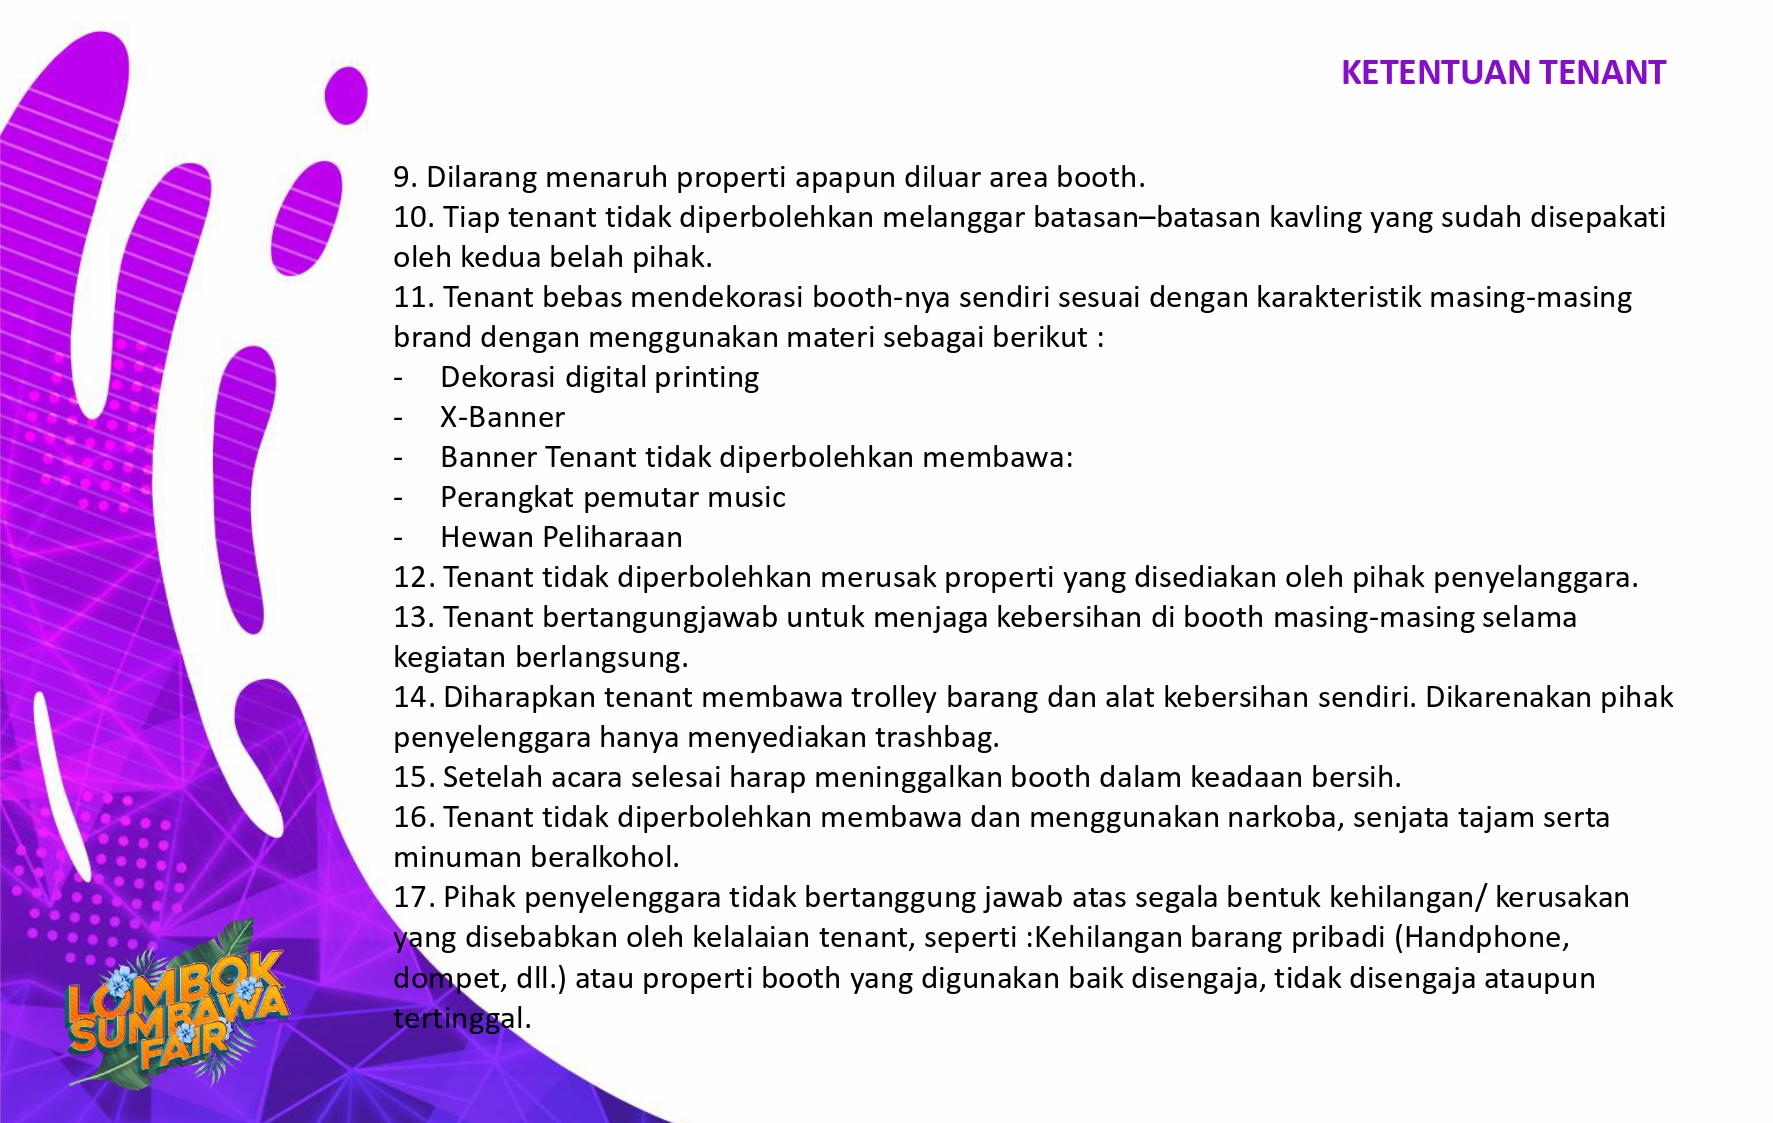 KETENTUAN TENANT
9. Dilarang menaruh properti apapun diluar area booth.
10. Tiap tenant tidak diperbolehkan melanggar batasan–batasan kavling yang sudah disepakati
oleh kedua belah pihak.
11. Tenant bebas mendekorasi booth-nya sendiri sesuai dengan karakteristik masing-masing
brand dengan menggunakan materi sebagai berikut :
- Dekorasi digital printing
- X-Banner
- Banner Tenant tidak diperbolehkan membawa:
- Perangkat pemutar music
- Hewan Peliharaan
12. Tenant tidak diperbolehkan merusak properti yang disediakan oleh pihak penyelanggara.
13. Tenant bertangungjawab untuk menjaga kebersihan di booth masing-masing selama
kegiatan berlangsung.
14. Diharapkan tenant membawa trolley barang dan alat kebersihan sendiri. Dikarenakan pihak
penyelenggara hanya menyediakan trashbag.
15. Setelah acara selesai harap meninggalkan booth dalam keadaan bersih.
16. Tenant tidak diperbolehkan membawa dan menggunakan narkoba, senjata tajam serta
minuman beralkohol.
17. Pihak penyelenggara tidak bertanggung jawab atas segala bentuk kehilangan/ kerusakan
yang disebabkan oleh kelalaian tenant, seperti :Kehilangan barang pribadi (Handphone,
dompet, dll.) atau properti booth yang digunakan baik disengaja, tidak disengaja ataupun
tertinggal.
LOMBOK
SUMBAWA
FAIR